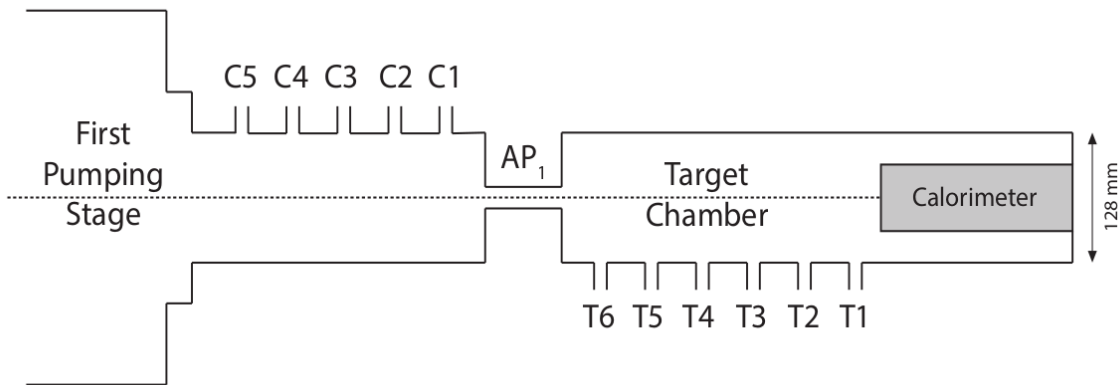 C5 C4 C3 C2 C1
First
Pumping
Stage
AP₁
Target
Chamber
Calorimeter
128 mm
T6 T5 T4 T3 T2 T1